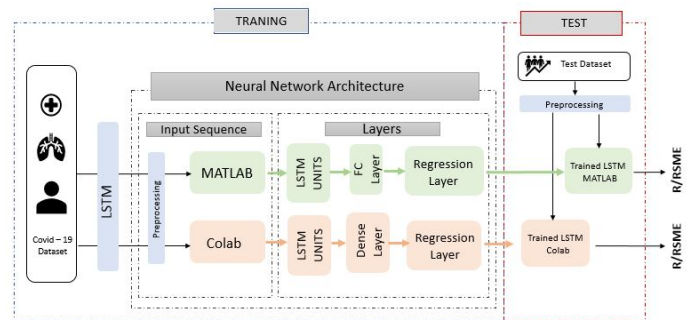 TRANING
TEST
Neural Network Architecture
Test Dataset
Preprocessing
Input Sequence
Layers
LSTM
Preprocessing
MATLAB
LSTM
UNITS
FC
Layer
Regression
Layer
Trained LSTM
MATLAB
R/RSME
Covid – 19
Dataset
Colab
LSTM
UNITS
Dense
Layer
Regression
Layer
Trained LSTM
Colab
R/RSME